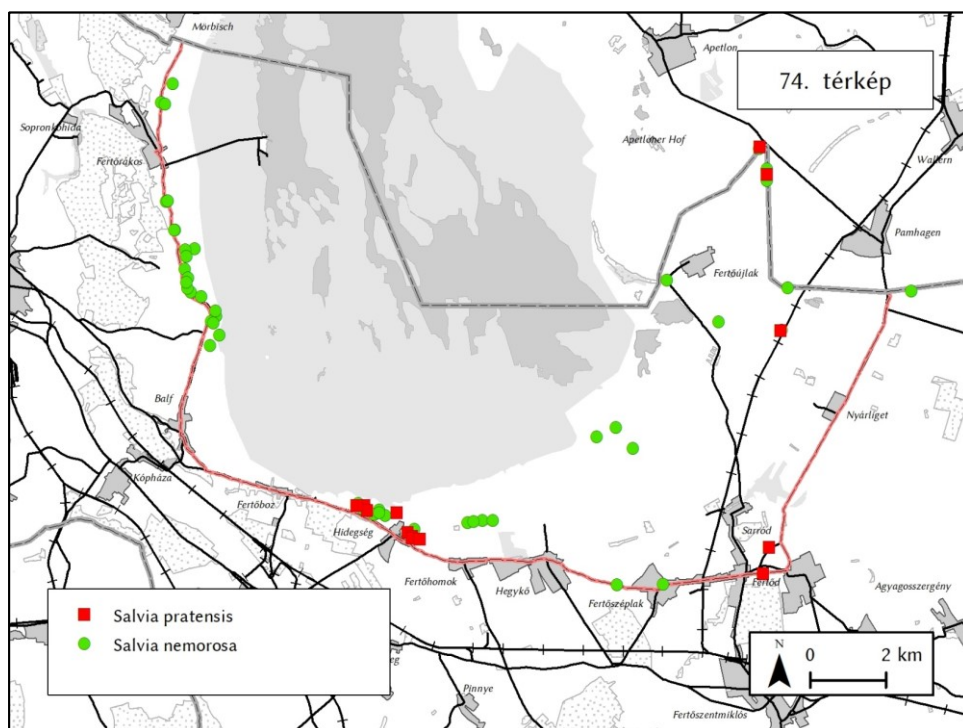 Mörbisch
Apetlon
74. térkép
Sopronkőhida
Fertőrákos
Apetloner Hof
Wallern
Pamhagen
Fertőújlak
Balf
Nyárliget
Kópháza
Fertőboz
Hidegség
Sarród
Fertőhomok
Hegykő
Fertőszéplak
Fertőd
Agyagosszergény
Salvia pratensis
Salvia nemorosa
N
0 2 km
Pinnye
Fertőszentmiklós